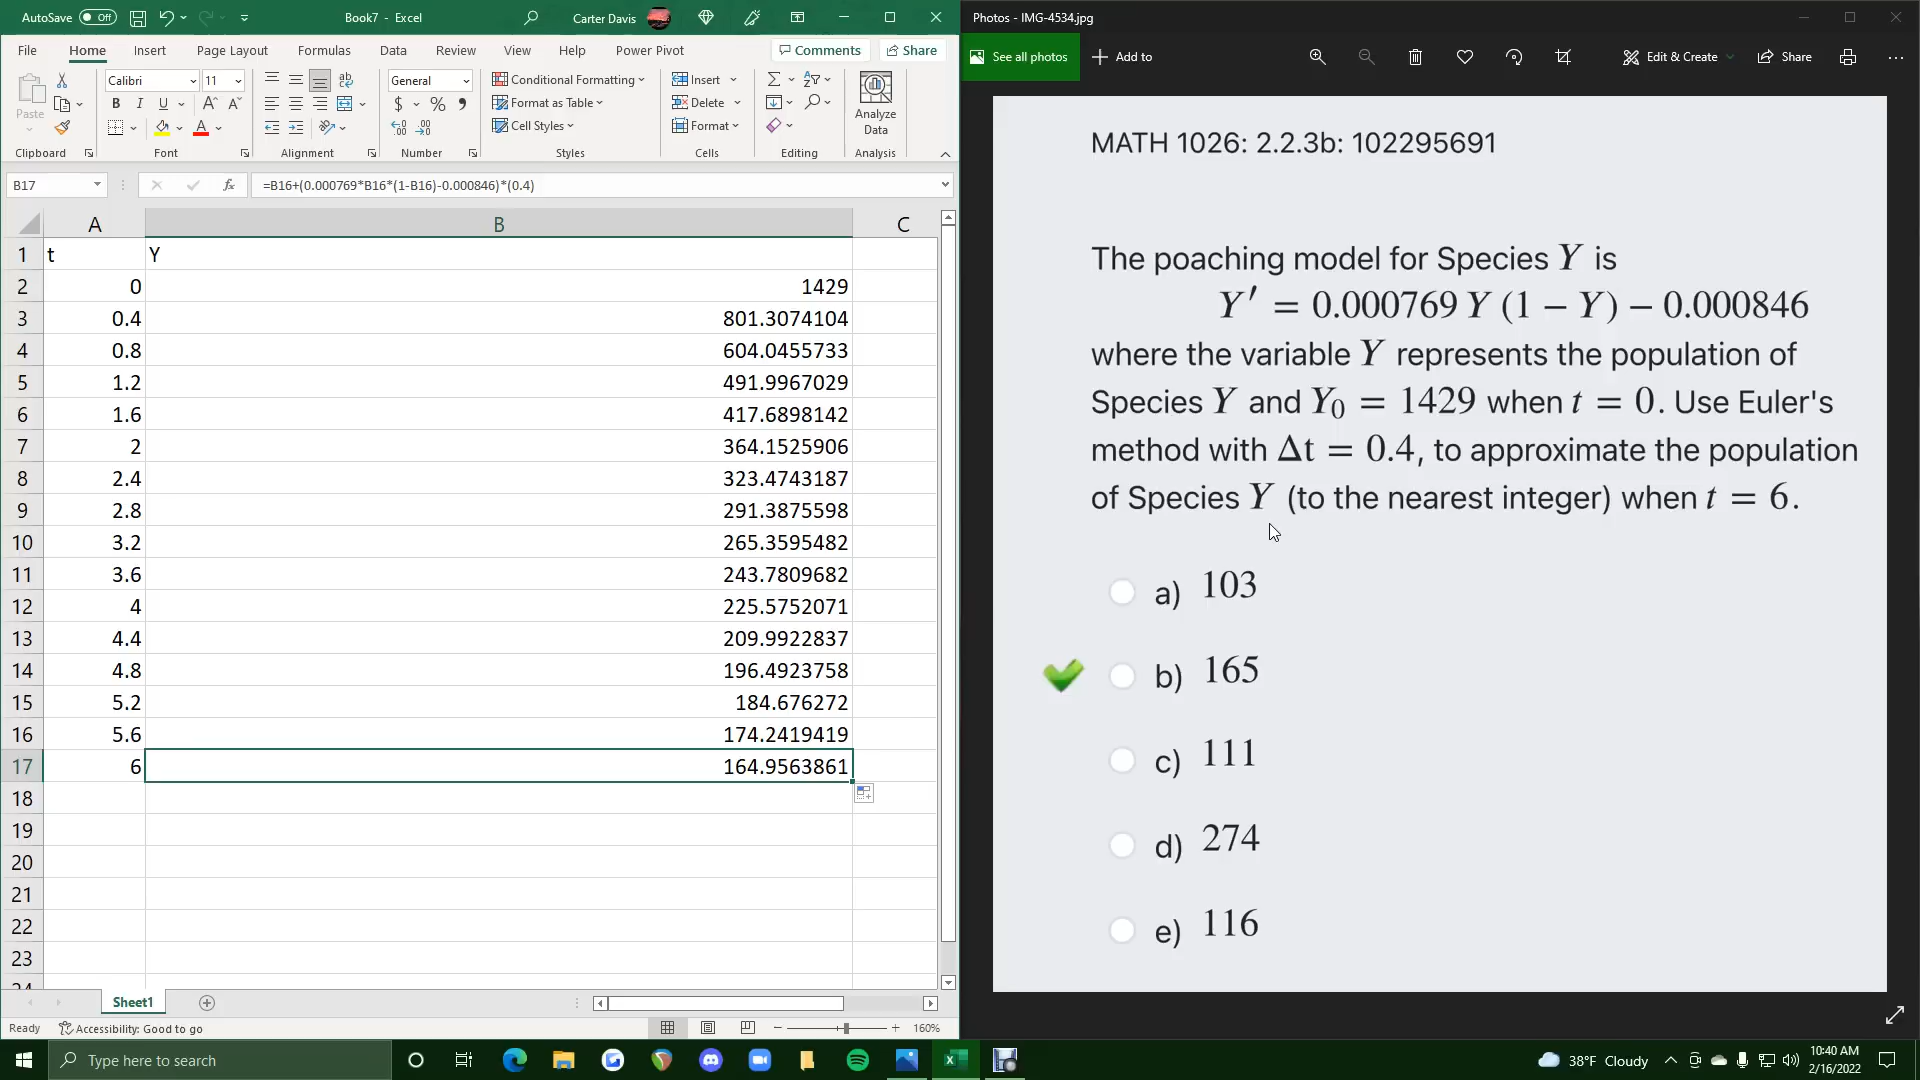 AutoSave Off Book7 - Excel Carter Davis
File Home Insert Page Layout Formulas Data Review View Help Power Pivot Comments Share
Paste Calibri 11 B I U A A A ab General $ % 9 Conditional Formatting Format as Table Cell Styles Insert Delete Format Analyze Data
Clipboard Font Alignment Number Styles Cells Editing Analysis
B17 fx =B16+(0.000769*B16*(1-B16)-0.000846)*(0.4)
A B C
1 t Y
2 0 1429
3 0.4 801.3074104
4 0.8 604.0455733
5 1.2 491.9967029
6 1.6 417.6898142
7 2 364.1525906
8 2.4 323.4743187
9 2.8 291.3875598
10 3.2 265.3595482
11 3.6 243.7809682
12 4 225.5752071
13 4.4 209.9922837
14 4.8 196.4923758
15 5.2 184.676272
16 5.6 174.2419419
17 6 164.9563861
18
19
20
21
22
23
24
Sheet1
Ready Accessibility: Good to go 160%
Photos - IMG-4534.jpg
See all photos Add to Edit & Create Share
MATH 1026: 2.2.3b: 102295691
The poaching model for Species Y is
Y′ = 0.000769 Y (1 − Y) − 0.000846
where the variable Y represents the population of
Species Y and Y₀ = 1429 when t = 0. Use Euler's
method with Δt = 0.4, to approximate the population
of Species Y (to the nearest integer) when t = 6.
a) 103
b) 165
c) 111
d) 274
e) 116
Type here to search 38°F Cloudy 10:40 AM
2/16/2022